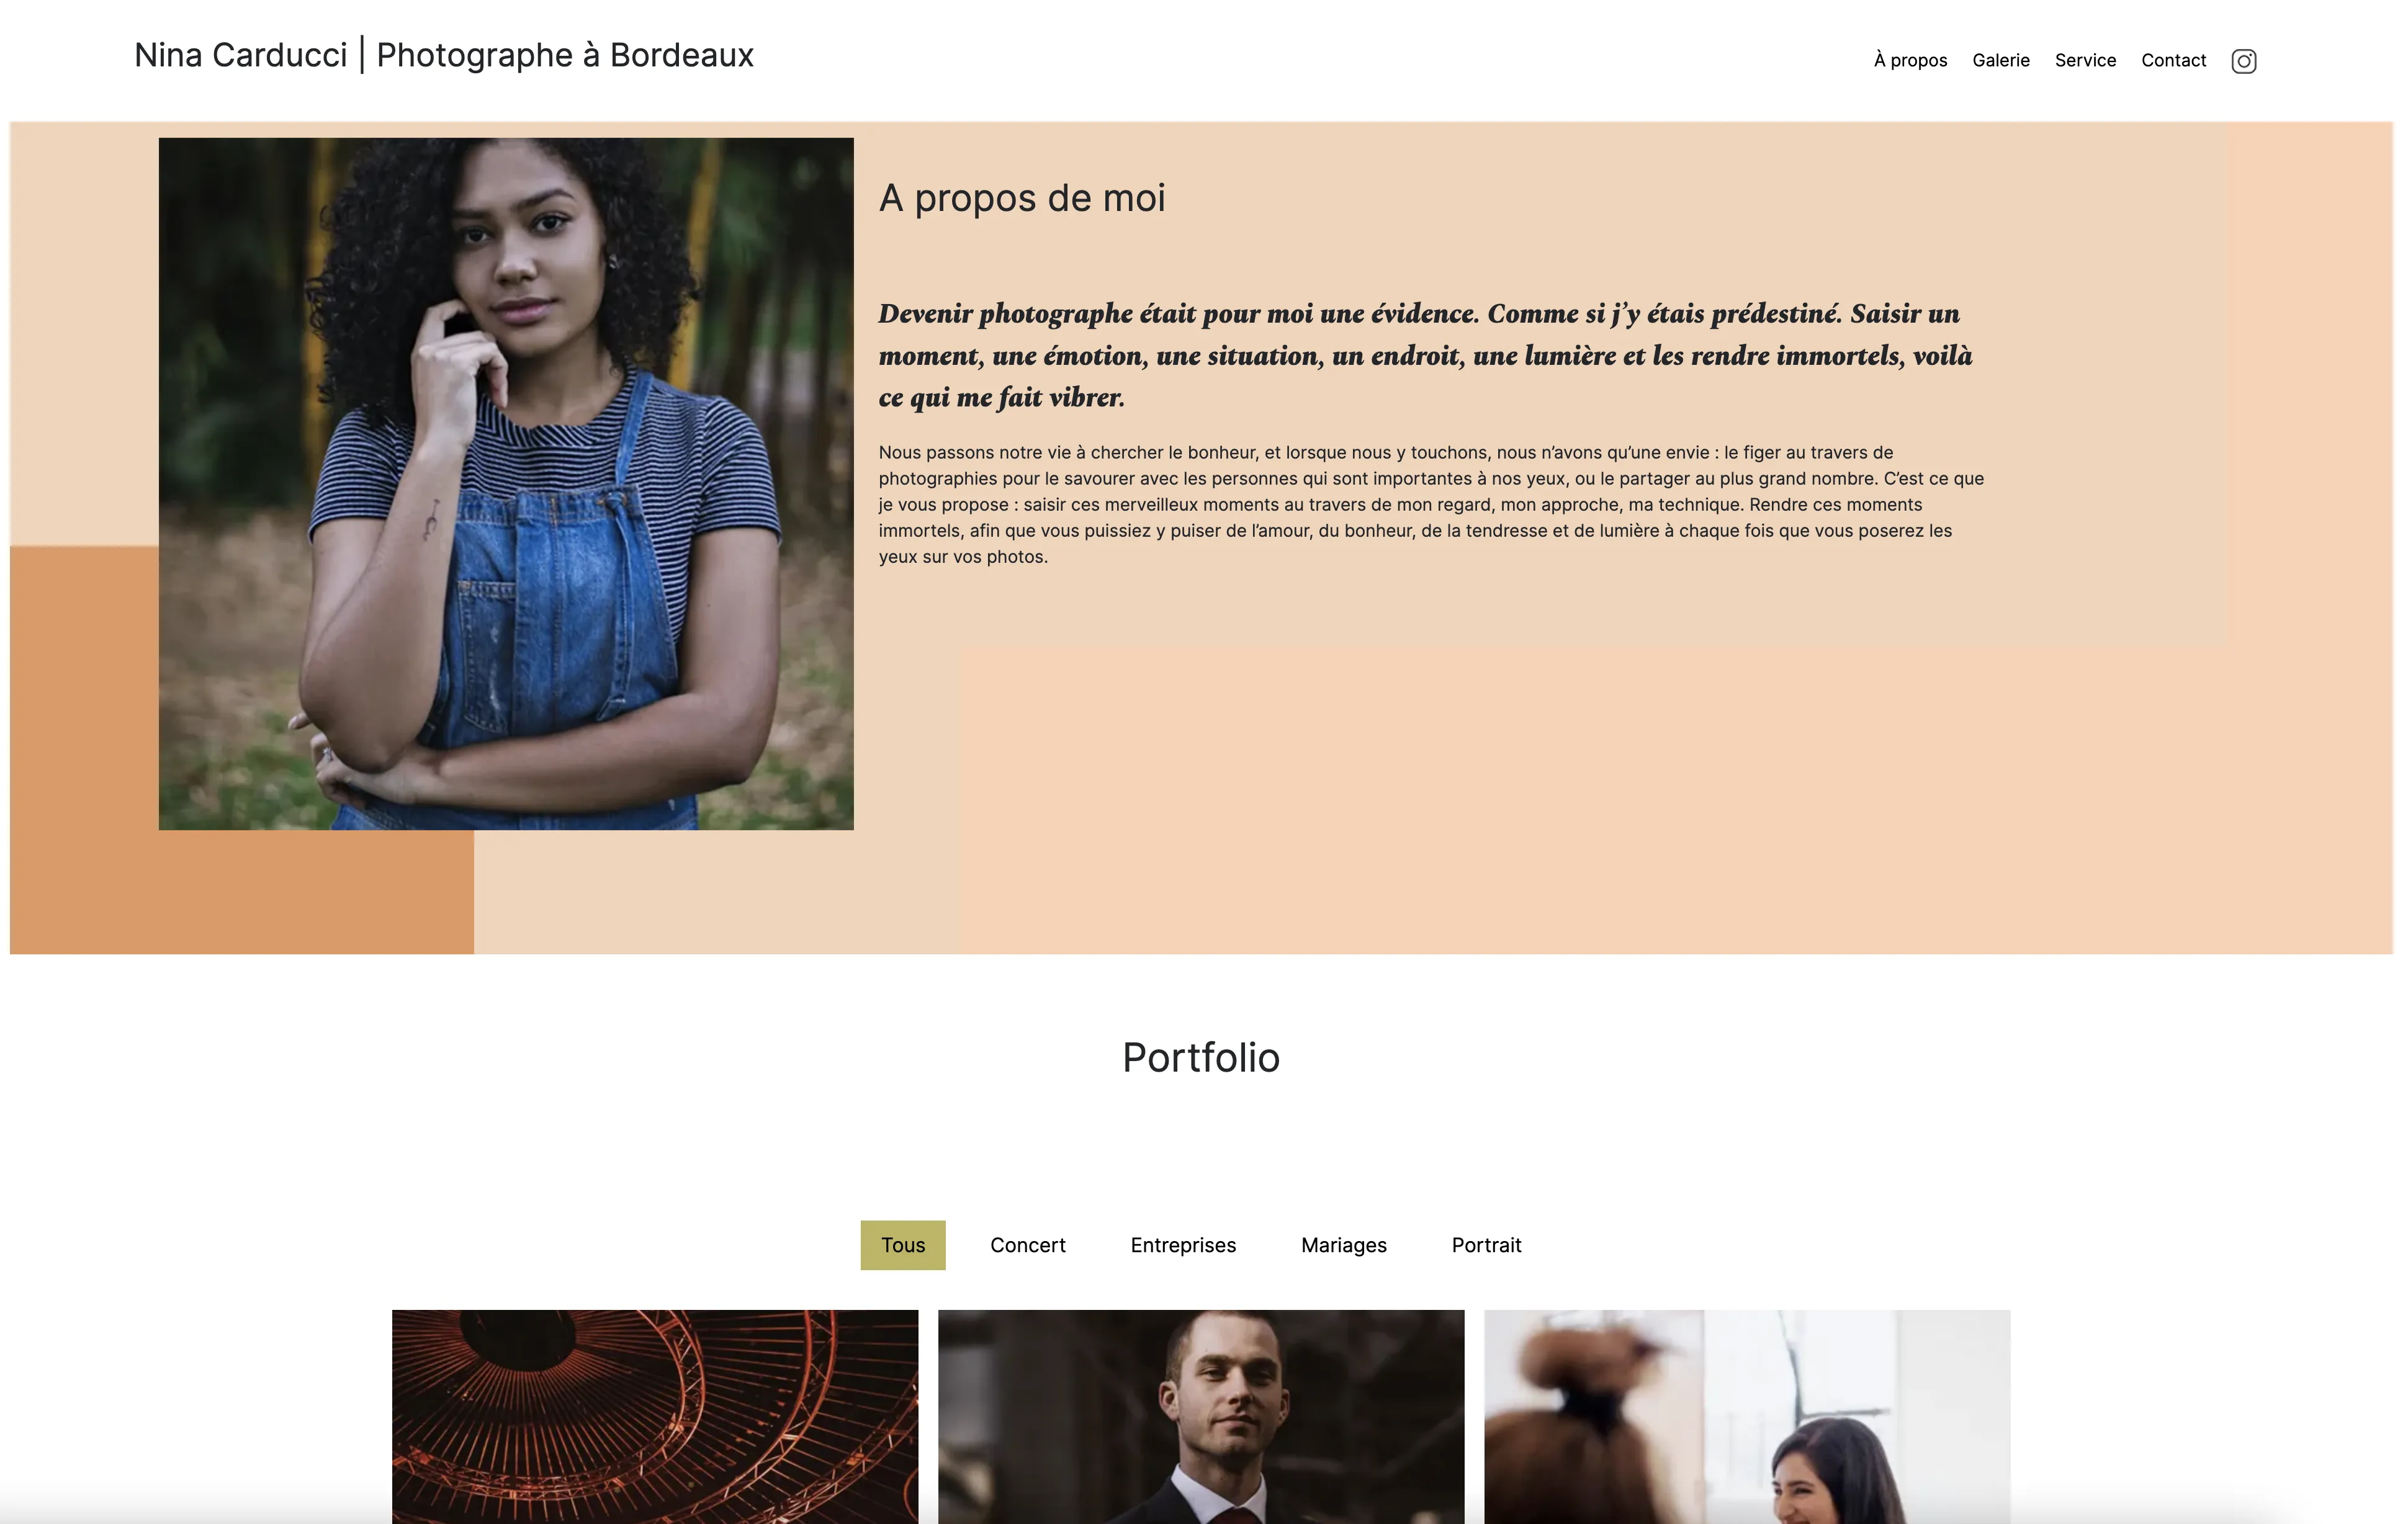 Nina Carducci | Photographe à Bordeaux
À propos Galerie Service Contact
A propos de moi
Devenir photographe était pour moi une évidence. Comme si j’y étais prédestiné. Saisir un
moment, une émotion, une situation, un endroit, une lumière et les rendre immortels, voilà
ce qui me fait vibrer.
Nous passons notre vie à chercher le bonheur, et lorsque nous y touchons, nous n’avons qu’une envie : le figer au travers de
photographies pour le savourer avec les personnes qui sont importantes à nos yeux, ou le partager au plus grand nombre. C’est ce que
je vous propose : saisir ces merveilleux moments au travers de mon regard, mon approche, ma technique. Rendre ces moments
immortels, afin que vous puissiez y puiser de l’amour, du bonheur, de la tendresse et de lumière à chaque fois que vous poserez les
yeux sur vos photos.
Portfolio
Tous Concert Entreprises Mariages Portrait